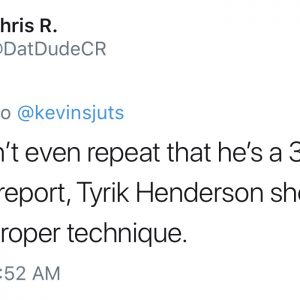 hris R.
@DatDudeCR
o @kevinsjuts
n't even repeat that he's a 3
report, Tyrik Henderson sho
roper technique.
:52 AM